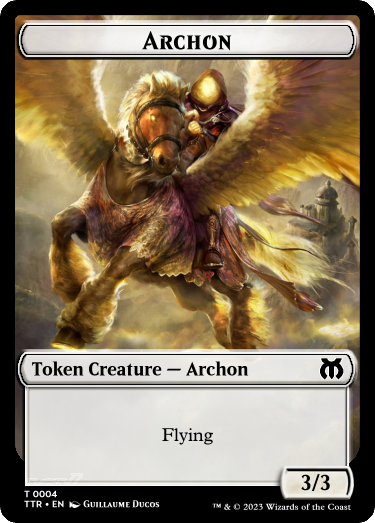 Archon
Token Creature — Archon
Flying
3/3
T 0004
TTR • EN Guillaume Ducos
™ & © 2023 Wizards of the Coast